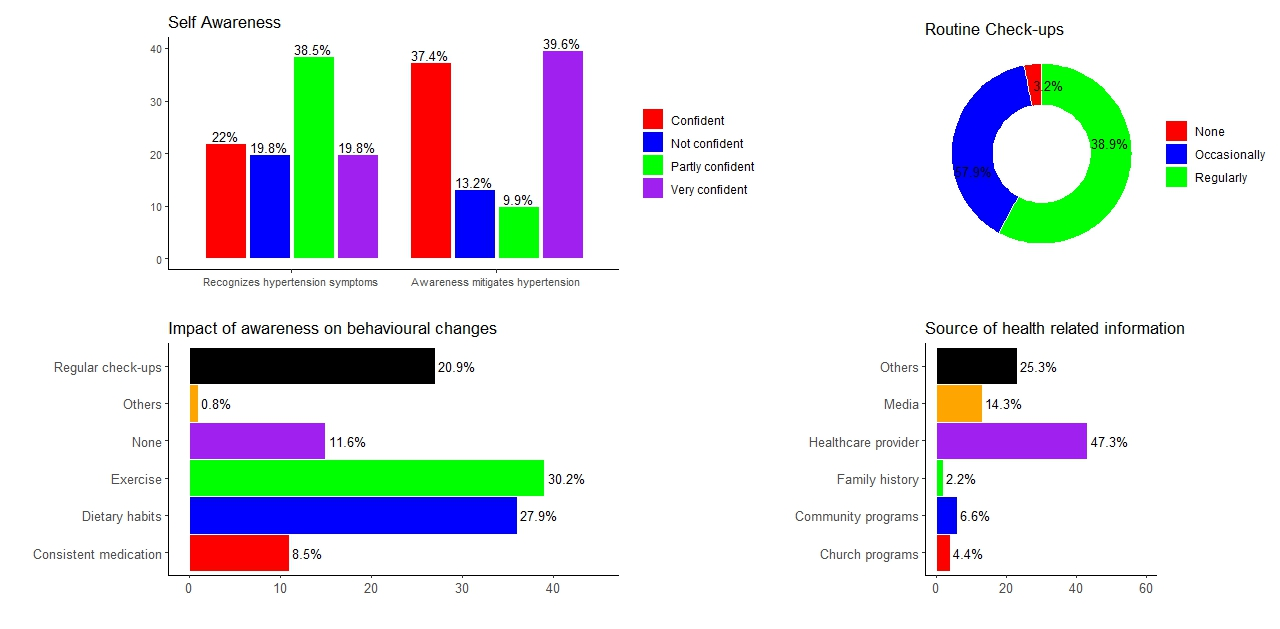 Self Awareness
40
30
20
10
0
22%
19.8%
38.5%
19.8%
37.4%
13.2%
9.9%
39.6%
Recognizes hypertension symptoms
Awareness mitigates hypertension
Confident
Not confident
Partly confident
Very confident
Routine Check-ups
3.2%
38.9%
57.9%
None
Occasionally
Regularly
Impact of awareness on behavioural changes
Regular check-ups
20.9%
Others
0.8%
None
11.6%
Exercise
30.2%
Dietary habits
27.9%
Consistent medication
8.5%
0
10
20
30
40
Source of health related information
Others
25.3%
Media
14.3%
Healthcare provider
47.3%
Family history
2.2%
Community programs
6.6%
Church programs
4.4%
0
20
40
60